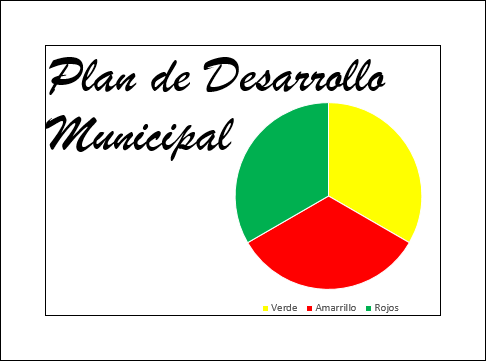 Plan de Desarrollo
Municipal
Verde Amarrillo Rojos